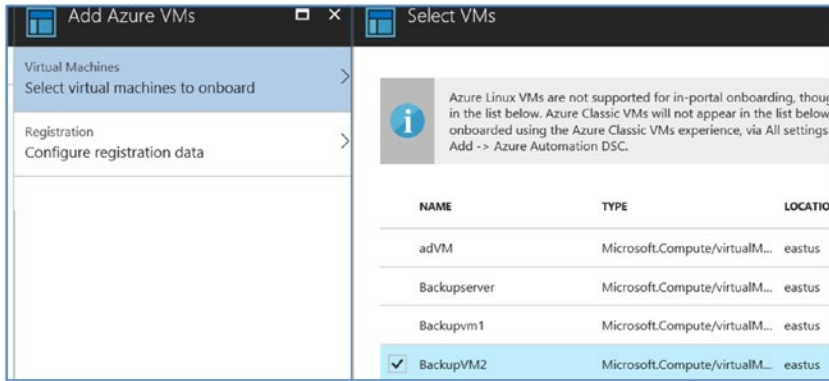 Add Azure VMs
Virtual Machines
Select virtual machines to onboard
Registration
Configure registration data
Select VMs
Azure Linux VMs are not supported for in-portal onboarding,
in the list below. Azure Classic VMs will not appear in the list below
onboarded using the Azure Classic VMs experience, via All settings
Add -> Azure Automation DSC.
NAME TYPE
adVM Microsoft.Compute/virtualM... eastus
Backupserver Microsoft.Compute/virtualM... eastus
Backupvm1 Microsoft.Compute/virtualM... eastus
BackupVM2 Microsoft.Compute/virtualM... eastus